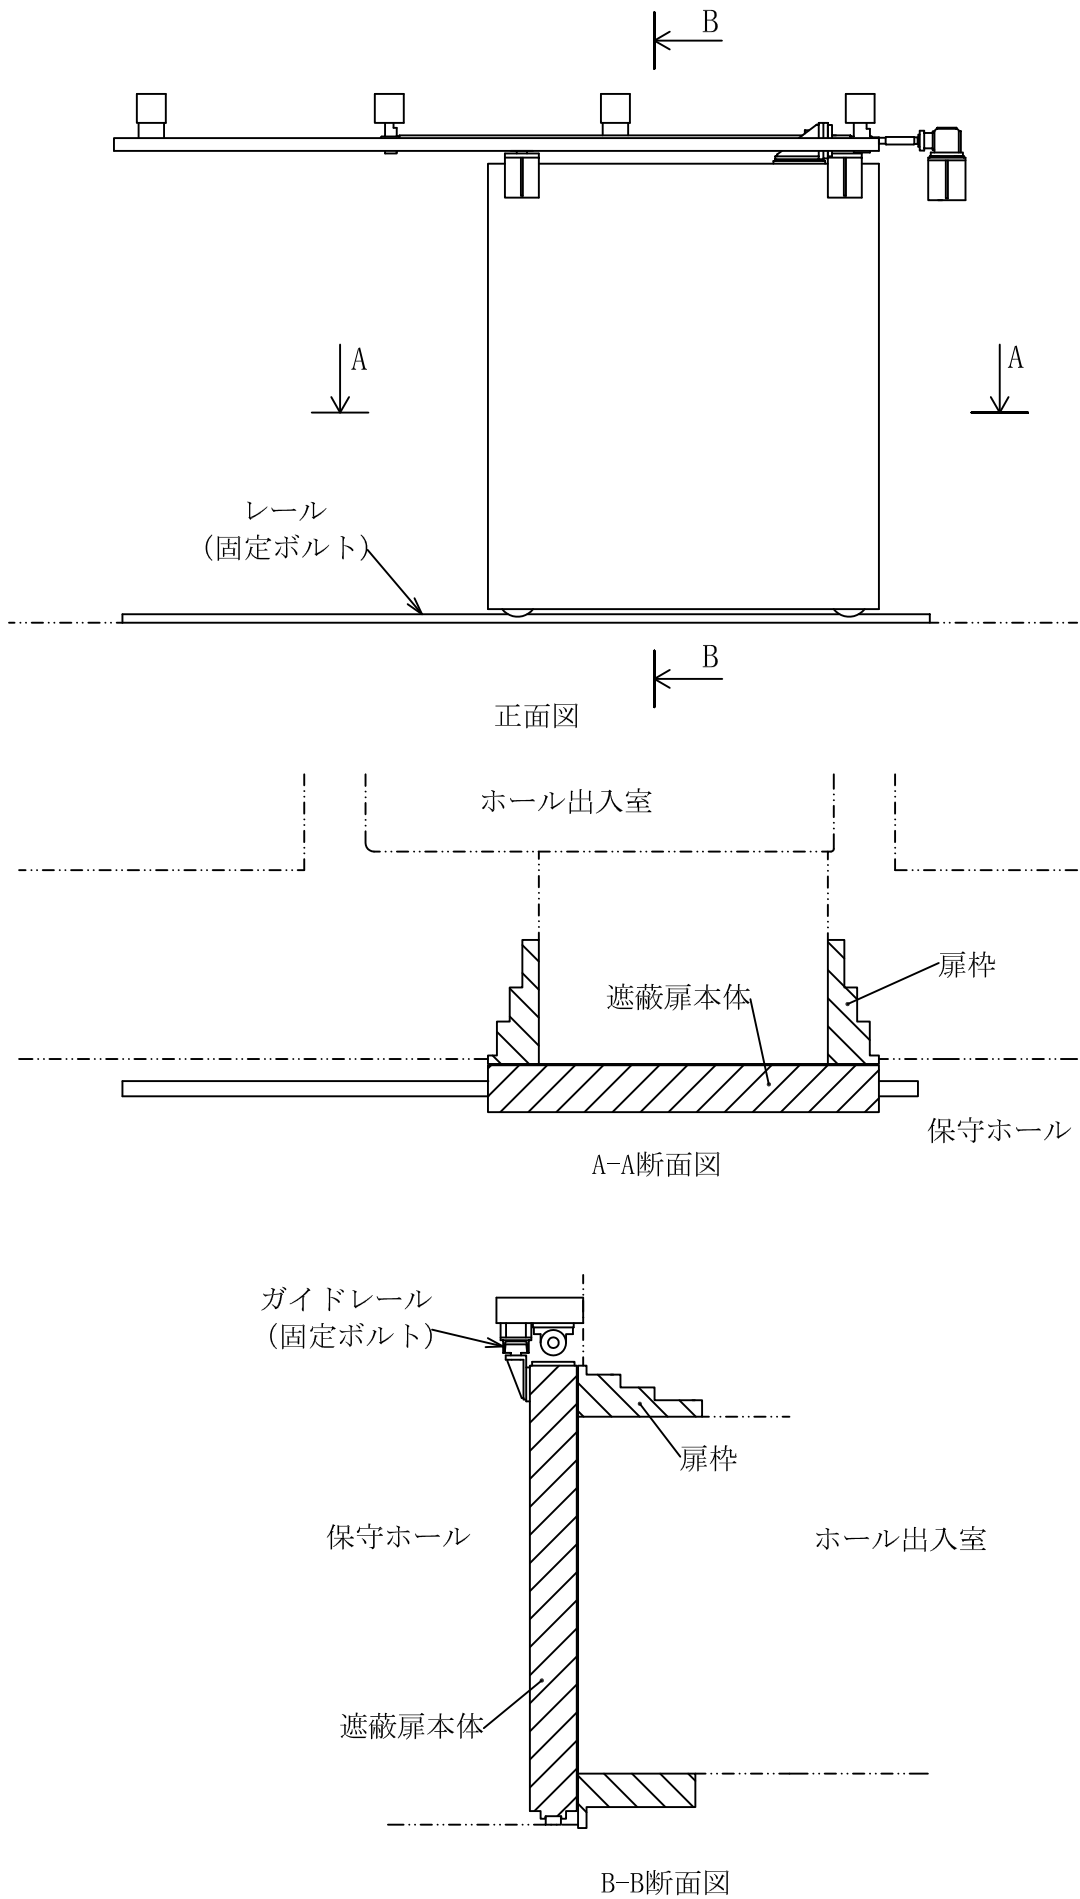 B
A
A
レール
(固定ボルト)
B
正面図
ホール出入室
扉枠
遮蔽扉本体
保守ホール
A-A断面図
ガイドレール
(固定ボルト)
扉枠
保守ホール
ホール出入室
遮蔽扉本体
B-B断面図